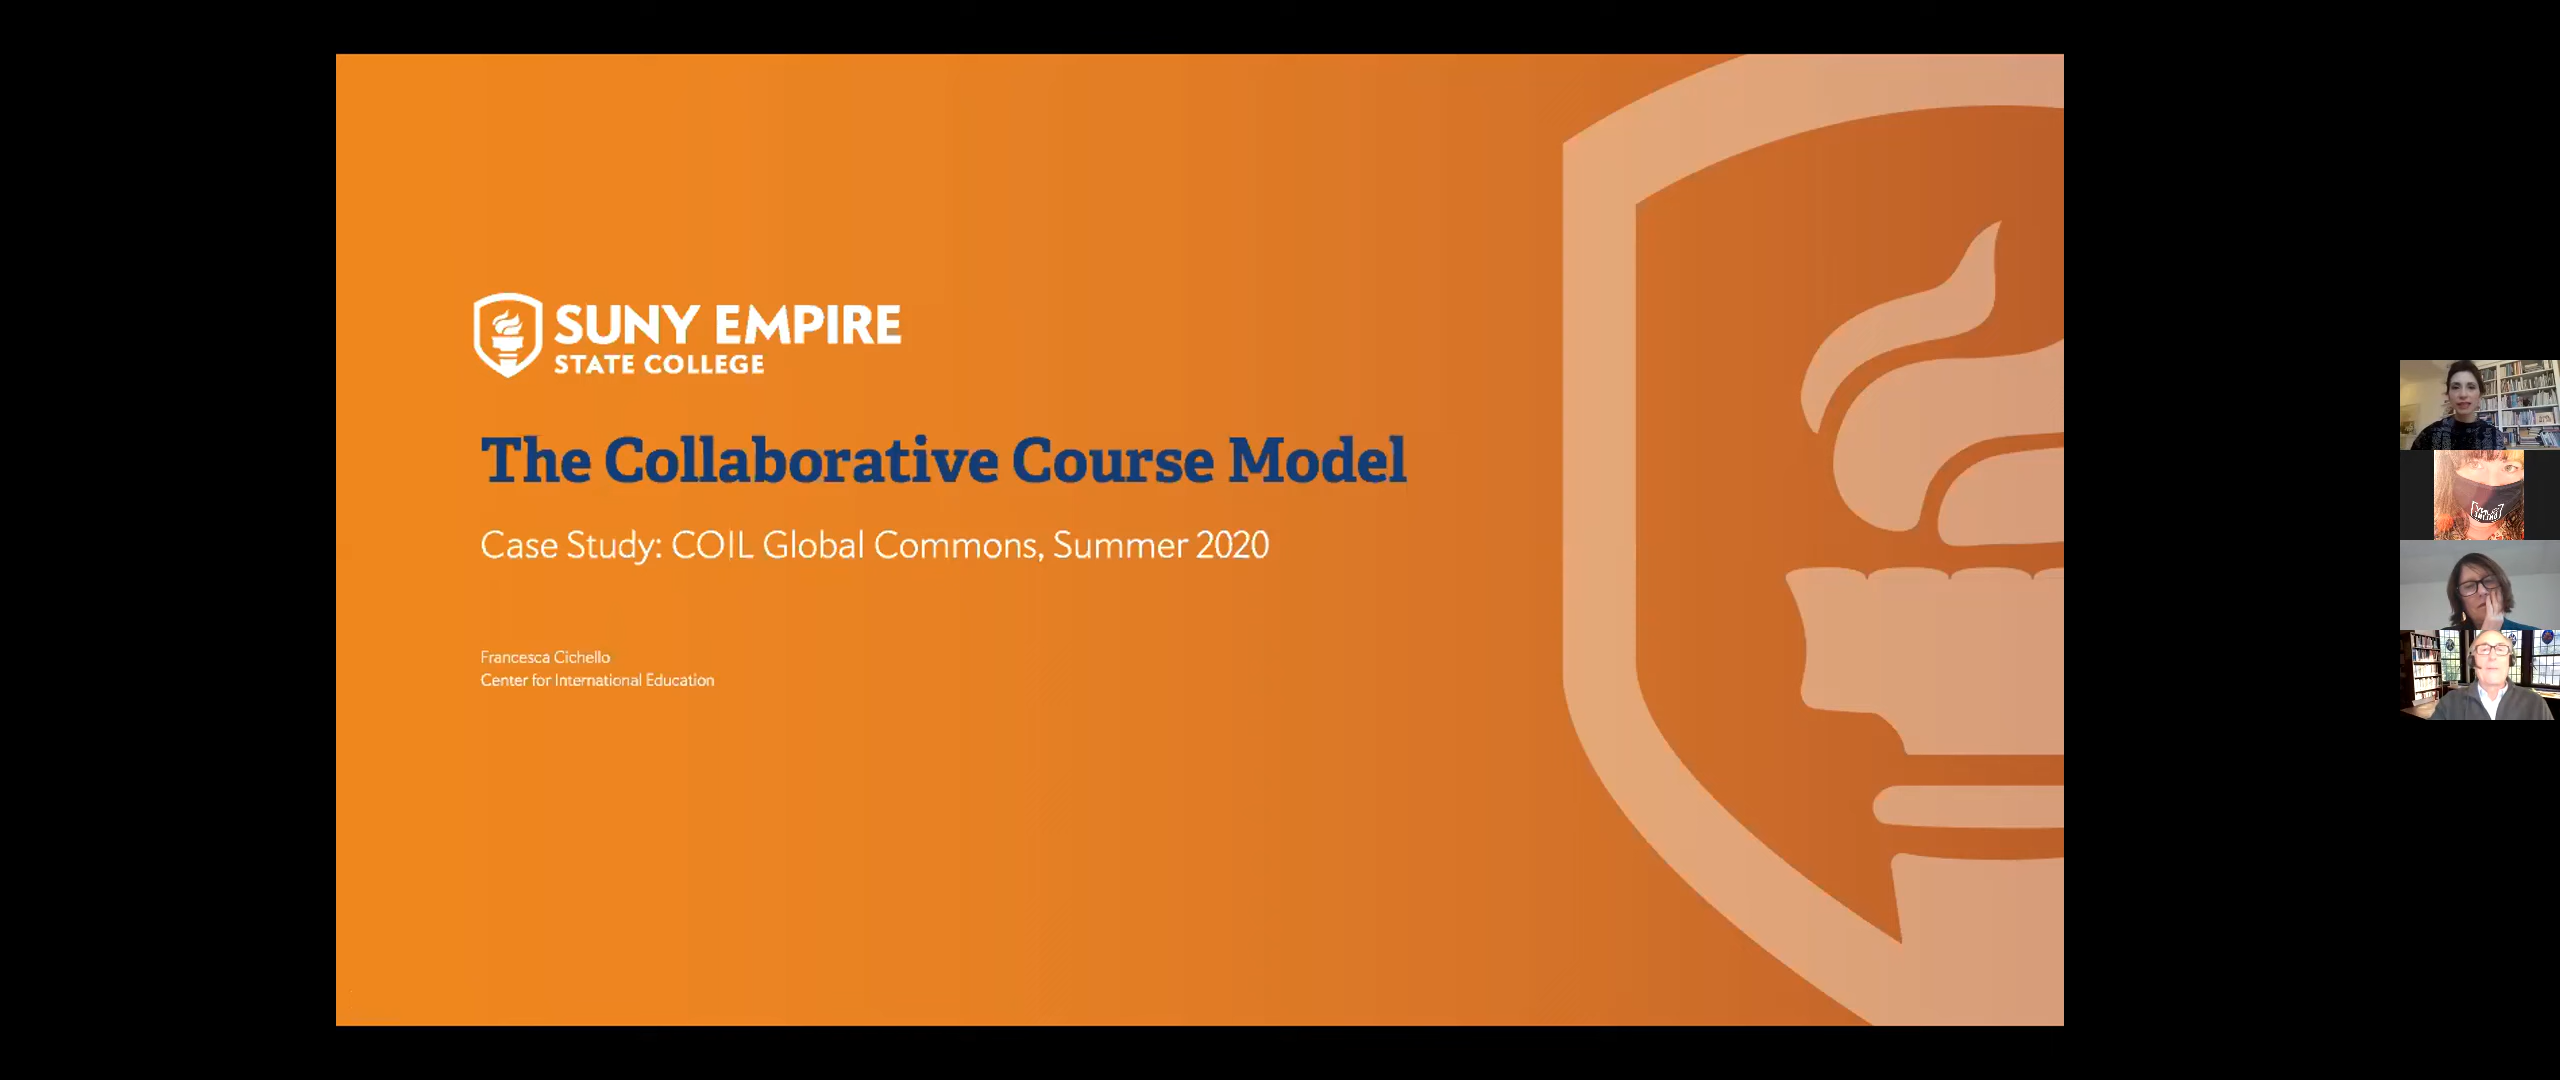 SUNY EMPIRE
STATE COLLEGE
The Collaborative Course Model
Case Study: COIL Global Commons, Summer 2020
Francesca Cichello
Center for International Education